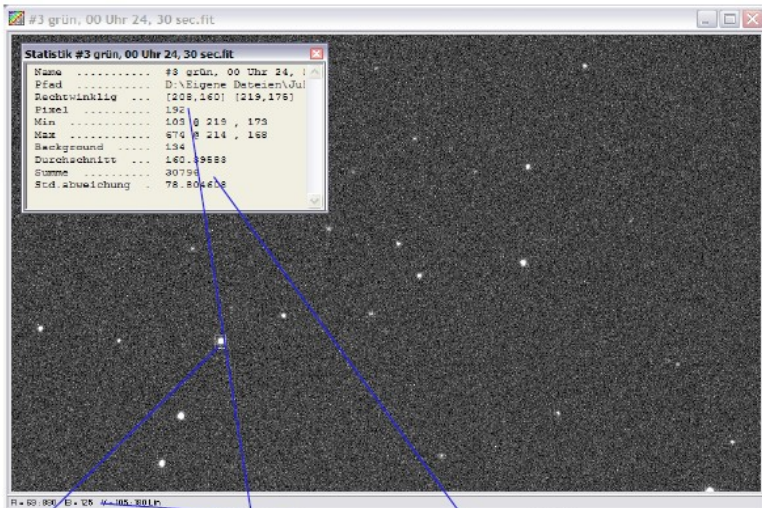 #3 grün, 00 Uhr 24, 30 sec.fit
Statistik #3 grün, 00 Uhr 24, 30 sec.fit
Name ........... #3 grün, 00 Uhr 24,
Pfad ........... D:\Eigene Dateien\Jul
Rechtwinklig ... [208,160] [219,175]
Pixel .......... 192
Min ............ 103 @ 219 , 173
Max ............ 674 @ 214 , 168
Background ..... 134
Durchschnitt ... 160.39583
Summe .......... 30796
Std.abweichung . 78.804608